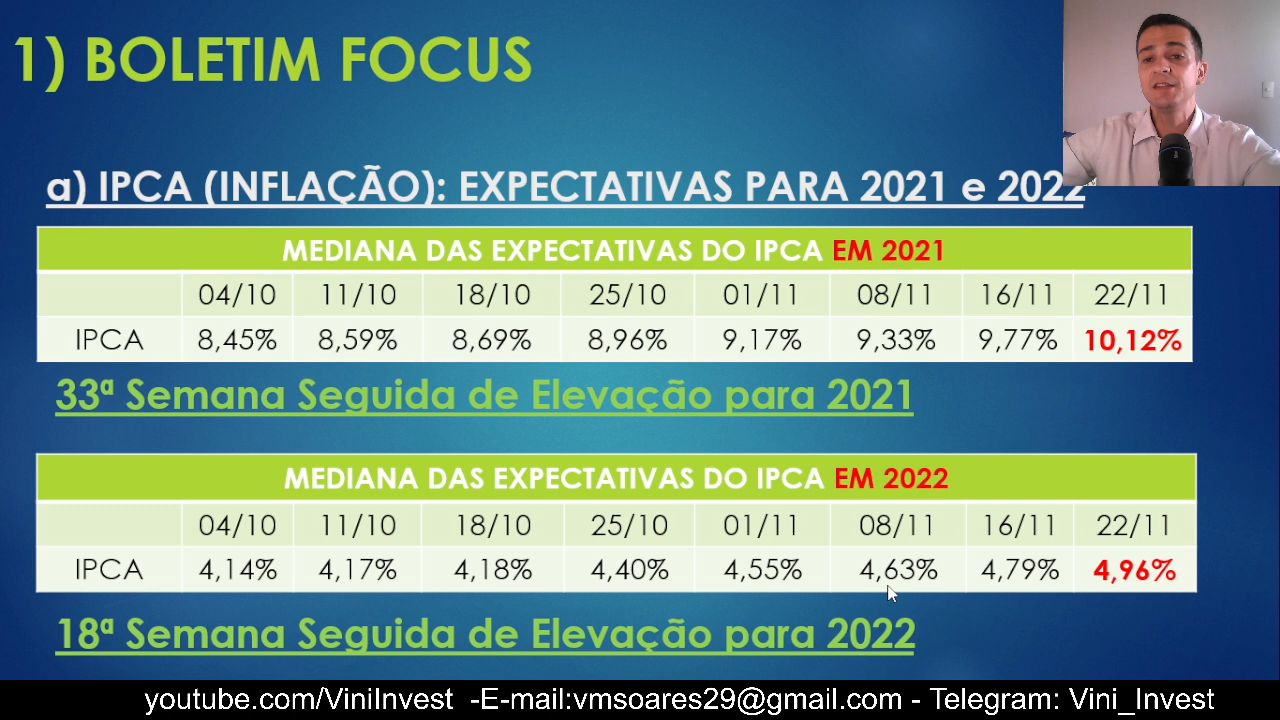 1) BOLETIM FOCUS
a) IPCA (INFLAÇÃO): EXPECTATIVAS PARA 2021 e 2022
MEDIANA DAS EXPECTATIVAS DO IPCA EM 2021
04/10 11/10 18/10 25/10 01/11 08/11 16/11 22/11
IPCA 8,45% 8,59% 8,69% 8,96% 9,17% 9,33% 9,77% 10,12%
33ª Semana Seguida de Elevação para 2021
MEDIANA DAS EXPECTATIVAS DO IPCA EM 2022
04/10 11/10 18/10 25/10 01/11 08/11 16/11 22/11
IPCA 4,14% 4,17% 4,18% 4,40% 4,55% 4,63% 4,79% 4,96%
18ª Semana Seguida de Elevação para 2022
youtube.com/ViniInvest -E-mail:vmsoares29@gmail.com - Telegram: Vini_Invest